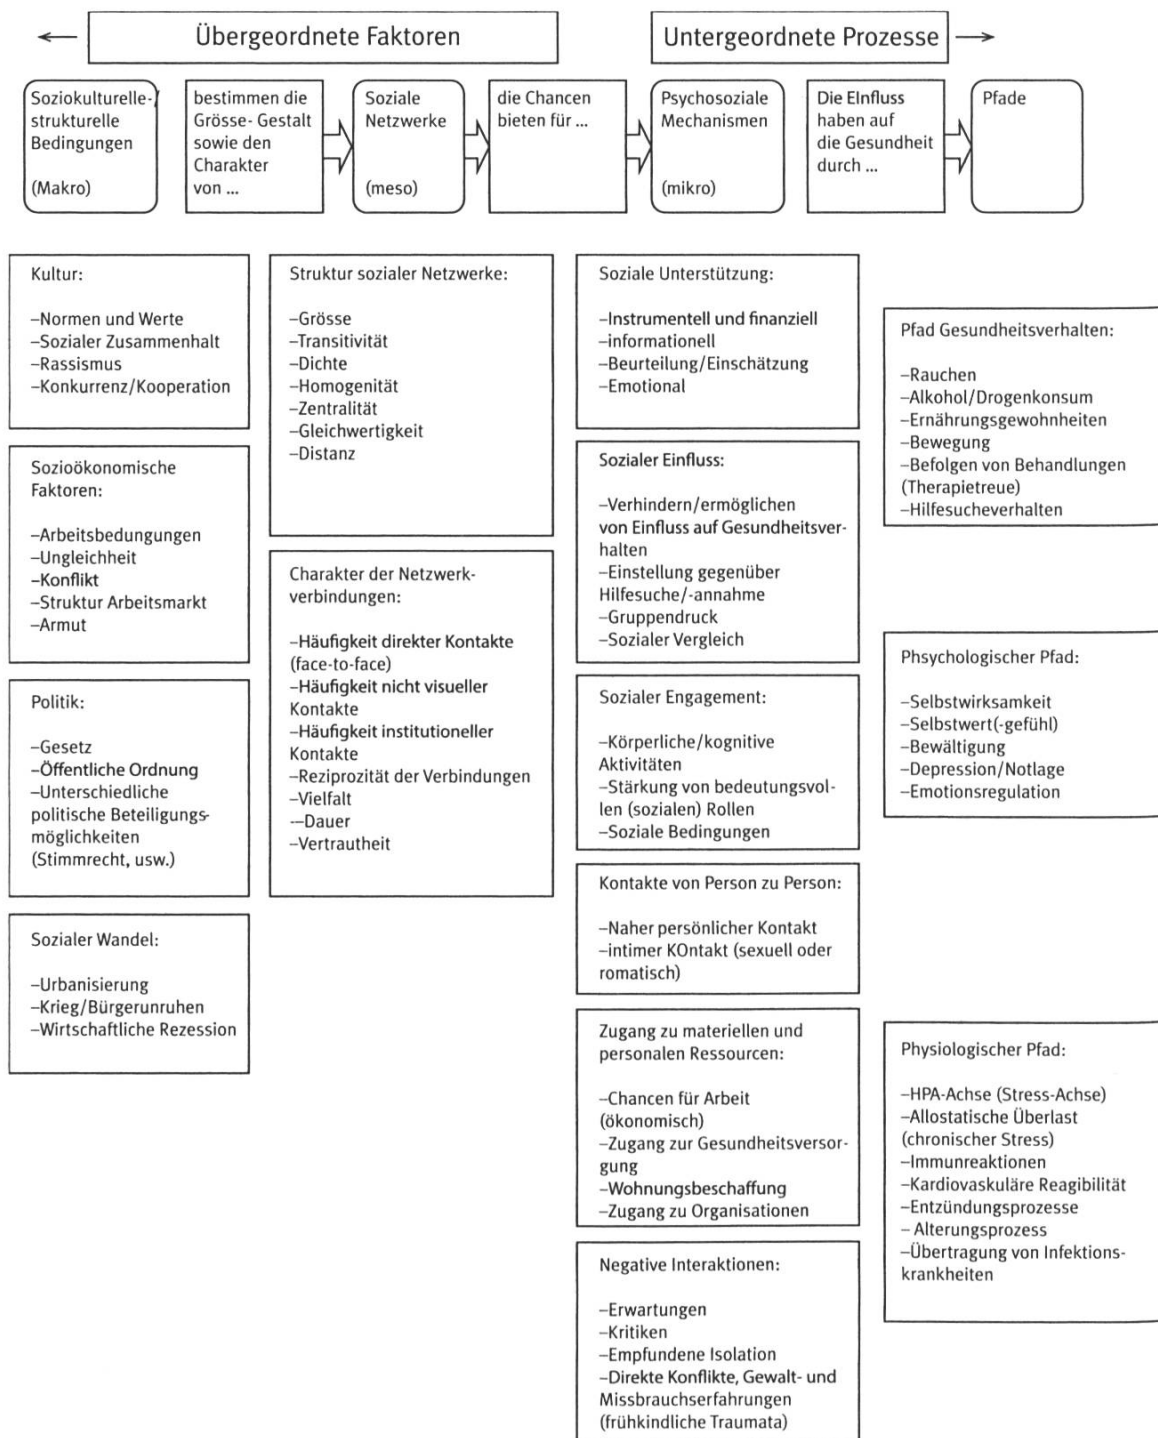 Übergeordnete Faktoren
Untergeordnete Prozesse
Soziokulturelle-/
strukturelle
Bedingungen
(Makro)
bestimmen die
Grösse- Gestalt
sowie den
Charakter
von ...
Soziale
Netzwerke
(meso)
die Chancen
bieten für ...
Psychosoziale
Mechanismen
(mikro)
Die EInfluss
haben auf
die Gesundheit
durch ...
Pfade
Kultur:
–Normen und Werte
–Sozialer Zusammenhalt
–Rassismus
–Konkurrenz/Kooperation
Sozioökonomische
Faktoren:
–Arbeitsbedungungen
–Ungleichheit
–Konflikt
–Struktur Arbeitsmarkt
–Armut
Politik:
–Gesetz
–Öffentliche Ordnung
–Unterschiedliche
politische Beteiligungs-
möglichkeiten
(Stimmrecht, usw.)
Sozialer Wandel:
–Urbanisierung
–Krieg/Bürgerunruhen
–Wirtschaftliche Rezession
Struktur sozialer Netzwerke:
–Grösse
–Transitivität
–Dichte
–Homogenität
–Zentralität
–Gleichwertigkeit
–Distanz
Charakter der Netzwerk-
verbindungen:
–Häufigkeit direkter Kontakte
(face-to-face)
–Häufigkeit nicht visueller
Kontakte
–Häufigkeit institutioneller
Kontakte
–Reziprozität der Verbindungen
–Vielfalt
–-Dauer
–Vertrautheit
Soziale Unterstützung:
–Instrumentell und finanziell
–informationell
–Beurteilung/Einschätzung
–Emotional
Sozialer Einfluss:
–Verhindern/ermöglichen
von Einfluss auf Gesundheitsver-
halten
–Einstellung gegenüber
Hilfesuche/-annahme
–Gruppendruck
–Sozialer Vergleich
Sozialer Engagement:
–Körperliche/kognitive
Aktivitäten
–Stärkung von bedeutungsvol-
len (sozialen) Rollen
–Soziale Bedingungen
Kontakte von Person zu Person:
–Naher persönlicher Kontakt
–intimer KOntakt (sexuell oder
romatisch)
Zugang zu materiellen und
personalen Ressourcen:
–Chancen für Arbeit
(ökonomisch)
–Zugang zur Gesundheitsversor-
gung
–Wohnungsbeschaffung
–Zugang zu Organisationen
Negative Interaktionen:
–Erwartungen
–Kritiken
–Empfundene Isolation
–Direkte Konflikte, Gewalt- und
Missbrauchserfahrungen
(frühkindliche Traumata)
Pfad Gesundheitsverhalten:
–Rauchen
–Alkohol/Drogenkonsum
–Ernährungsgewohnheiten
–Bewegung
–Befolgen von Behandlungen
(Therapietreue)
–Hilfesucheverhalten
Phsychologischer Pfad:
–Selbstwirksamkeit
–Selbstwert(-gefühl)
–Bewältigung
–Depression/Notlage
–Emotionsregulation
Physiologischer Pfad:
–HPA-Achse (Stress-Achse)
–Allostatische Überlast
(chronischer Stress)
–Immunreaktionen
–Kardiovaskuläre Reagibilität
–Entzündungsprozesse
– Alterungsprozess
–Übertragung von Infektions-
krankheiten